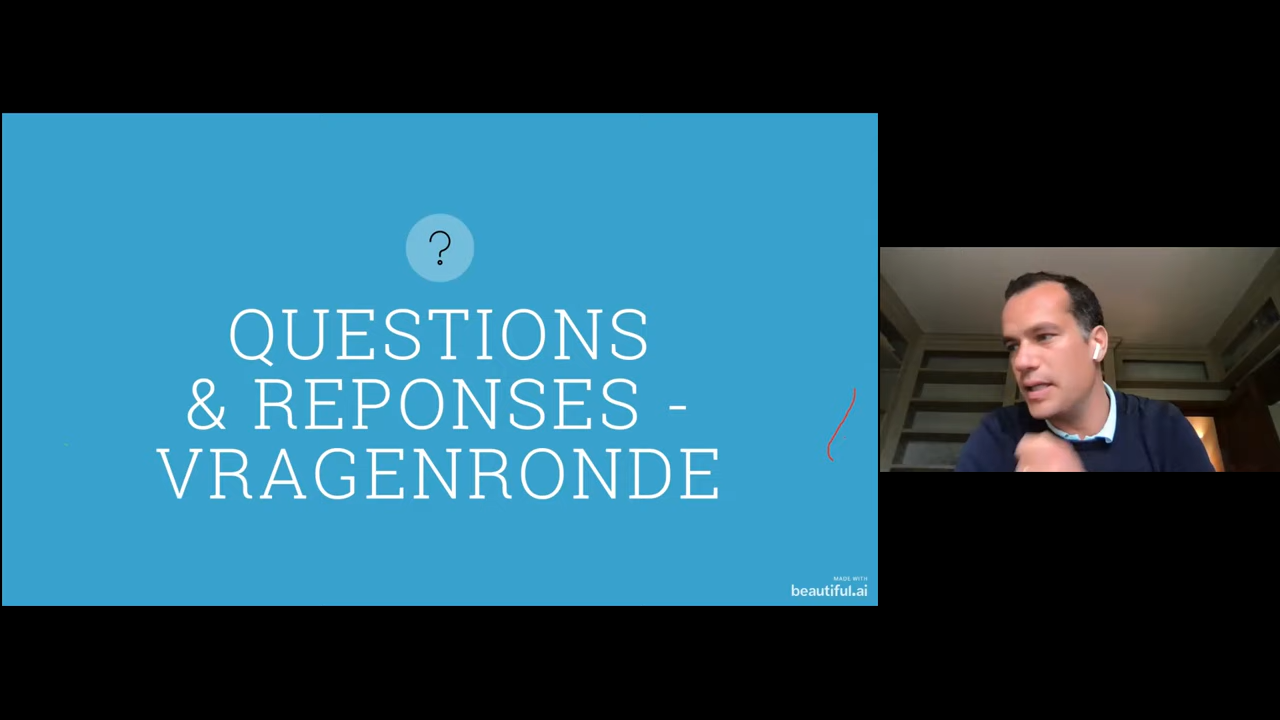 ?
QUESTIONS
& REPONSES -
VRAGENRONDE
MADE WITH
beautiful.ai